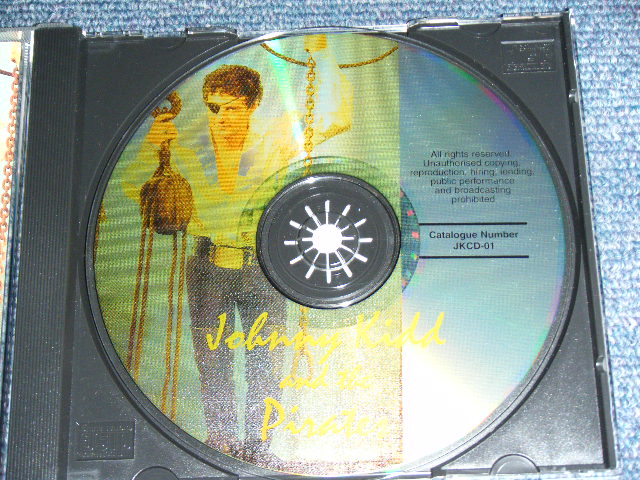 All rights reserved.
Unauthorised copying,
reproduction, hiring, lending,
public performance
and broadcasting
prohibited
Catalogue Number
JKCD-01
Johnny Kidd
and the
Pirates